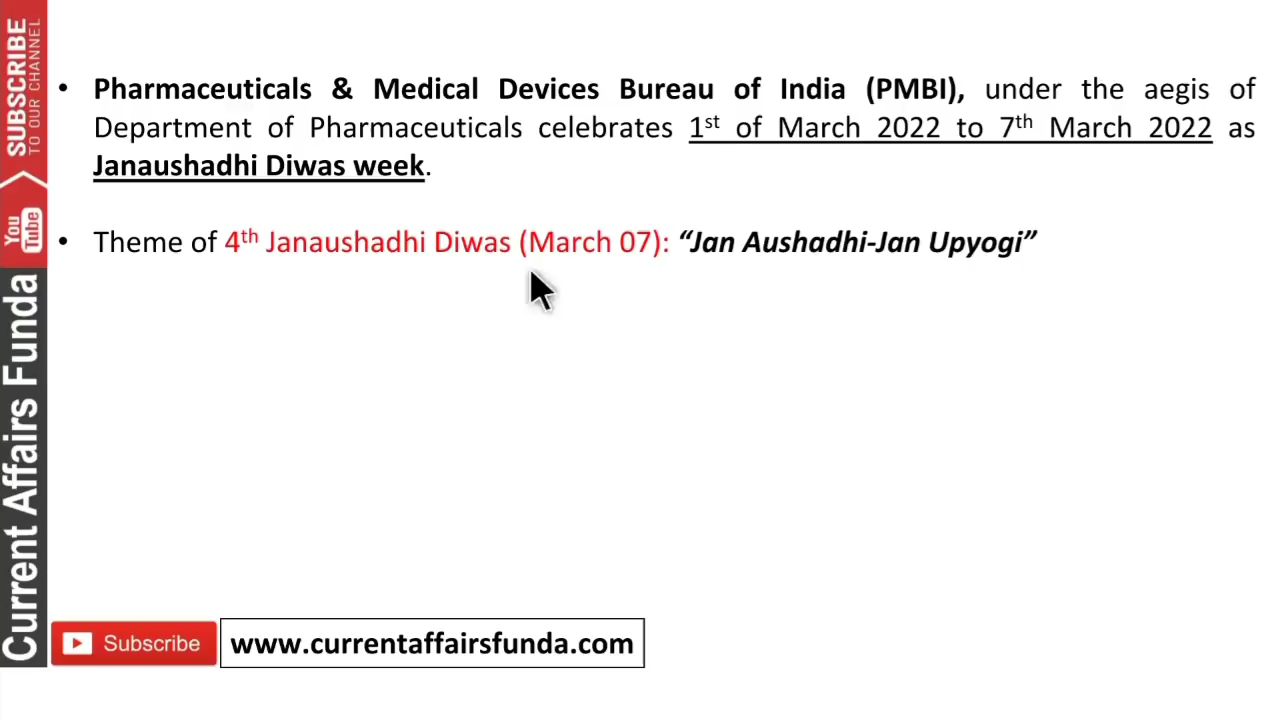 SUBSCRIBE
TO OUR CHANNEL
You
Tube
Current Affairs Funda
• Pharmaceuticals & Medical Devices Bureau of India (PMBI), under the aegis of
Department of Pharmaceuticals celebrates 1st of March 2022 to 7th March 2022 as
Janaushadhi Diwas week.
• Theme of 4th Janaushadhi Diwas (March 07): “Jan Aushadhi-Jan Upyogi”
Subscribe
www.currentaffairsfunda.com